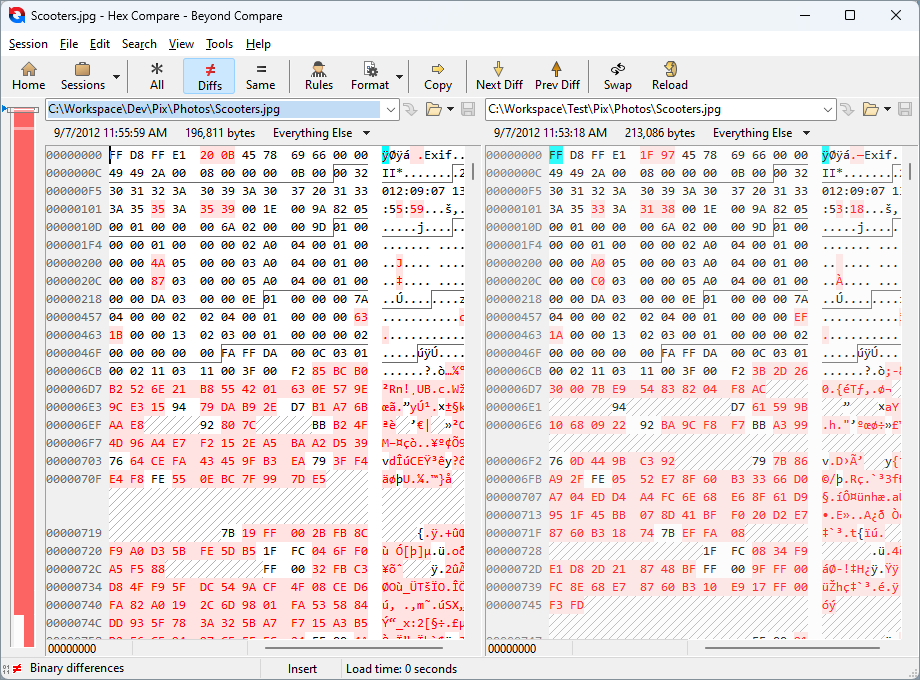 Scooters.jpg - Hex Compare - Beyond Compare
Session File Edit Search View Tools Help
Home Sessions All Diffs Same Rules Format Copy Next Diff Prev Diff Swap Reload
C:\Workspace\Dev\Pix\Photos\Scooters.jpg C:\Workspace\Test\Pix\Photos\Scooters.jpg
9/7/2012 11:55:59 AM 196,811 bytes Everything Else 9/7/2012 11:53:18 AM 213,086 bytes Everything Else
00000000 FF D8 FF E1 20 0B 45 78 69 66 00 00 ÿØÿá .Exif.. 00000000 FF D8 FF E1 1F 97 45 78 69 66 00 00 ÿØÿá.—Exif
0000000C 49 49 2A 00 08 00 00 00 0B 00 00 32 II*........2 0000000C 49 49 2A 00 08 00 00 00 0B 00 00 32 II*........2
000000F5 30 31 32 3A 30 39 3A 30 37 20 31 33 012:09:07 13 000000F5 30 31 32 3A 30 39 3A 30 37 20 31 33 012:09:07 13
00000101 3A 35 35 3A 35 39 00 1E 00 9A 82 05 :55:59...š‚. 00000101 3A 35 33 3A 31 38 00 1E 00 9A 82 05 :53:18...š‚.
0000010D 00 01 00 00 00 6A 02 00 00 9D 01 00 .....j.... 0000010D 00 01 00 00 00 6A 02 00 00 9D 01 00 .....j....
000001F4 00 00 01 00 00 00 02 A0 04 00 01 00 000001F4 00 00 01 00 00 00 02 A0 04 00 01 00
00000200 00 00 4A 05 00 00 03 A0 04 00 01 00 ..J.... .... 00000200 00 00 A0 05 00 00 03 A0 04 00 01 00
0000020C 00 00 87 03 00 00 05 A0 04 00 01 00 ..‡.... .... 0000020C 00 00 C0 03 00 00 05 A0 04 00 01 00 ..À.... ....
00000218 00 00 DA 03 00 00 0E 01 00 00 00 7A ..Ú........z 00000218 00 00 DA 03 00 00 0E 01 00 00 00 7A ..Ú........
00000457 04 00 00 02 02 04 00 01 00 00 00 63 ...........c 00000457 04 00 00 02 02 04 00 01 00 00 00 EF
00000463 1B 00 00 13 02 03 00 01 00 00 00 02 ............ 00000463 1A 00 00 13 02 03 00 01 00 00 00 02 ............
0000046F 00 00 00 00 00 00 FA FF DA 00 0C 03 01 ......úÿÚ.... 0000046F 00 00 00 00 00 00 FA FF DA 00 0C 03 01 ......úÿÚ....
000006CB 00 02 11 03 11 00 3F 00 F2 85 BC B0 ......?.ò…¼° 000006CB 00 02 11 03 11 00 3F 00 F2 3B 2D 26 ......?.ò;-&
000006D7 B2 52 6E 21 B8 55 42 01 63 0E 57 9E ²Rn!¸UB.c.Wž 000006D7 30 00 7B E9 54 83 82 04 F8 AC 0.{éTƒ‚.ø¬
000006E3 9C E3 15 94 79 DA B9 2E D7 B1 A7 6B œã.”yÚ¹.×±§k 000006E1 94 D7 61 59 9B ” ×aY
000006EF AA E8 92 80 7C BB B2 4F ªè ’€| »²O 000006E6 10 68 09 22 92 BA 9C F8 F7 BB A3 99 .h."’ºœø÷»£
000006F7 4D 96 A4 E7 F2 15 2E A5 BA A2 D5 39 M–¤çò..¥º¢Õ9
00000703 76 64 CE FA 43 45 9F B3 EA 79 3F F4 vdÎúCEŸ³êy?ô 000006F2 76 0D 44 9B C3 92 79 7B 86 v.D›Ã’ y{†
0000070F E4 F8 FE 55 0E BC 7F 99 7D E5 äøþU.¼.™}å 000006FB A9 2F FE 05 52 E7 8F 60 B3 33 66 D0 ©/þ.Rç.`³3f
00000707 A7 04 ED D4 A4 FC 6E 68 E6 8F 61 D9 §.íÔ¤ünhæ.aÙ
00000713 95 1F 45 BB 07 8D 41 BF F0 20 D2 E7 •.E»..A¿ð Òç
00000719 7B 19 FF 00 2B FB 8C {.ÿ.+ûŒ 0000071F 87 60 B3 18 74 7B EF FA 08 ‡`³.t{ïú.
00000720 F9 A0 D3 5B FE 5D B5 1F FC 04 6F F0 ù Ó[þ]µ.ü.oð 00000728 1F FC 08 34 F9 .ü.4ù
0000072C A5 F5 88 FF 00 32 FB C3 ¥õˆ ÿ.2ûÃ 0000072D E1 D8 2D 21 87 48 BF FF 00 9F FF 00 áØ-!‡H¿ÿ.Ÿÿ
00000734 D8 4F F9 5F DC 54 9A CF 4F 08 CE D6 ØOù_ÜTšÏO.ÎÖ 00000739 FC 8E 68 E7 87 60 B3 10 E9 17 FF 00 üŽhç‡`³.é.ÿ
00000740 FA 82 A0 19 2C 6D 98 01 FA 53 58 84 ú‚ .,m˜.úSX„ 00000745 F3 FD óý
0000074C DD 93 5F 78 3A 32 5B A7 F7 15 A3 B5 Ý“_x:2[§÷.£µ
00000000 00000000
Binary differences Insert Load time: 0 seconds